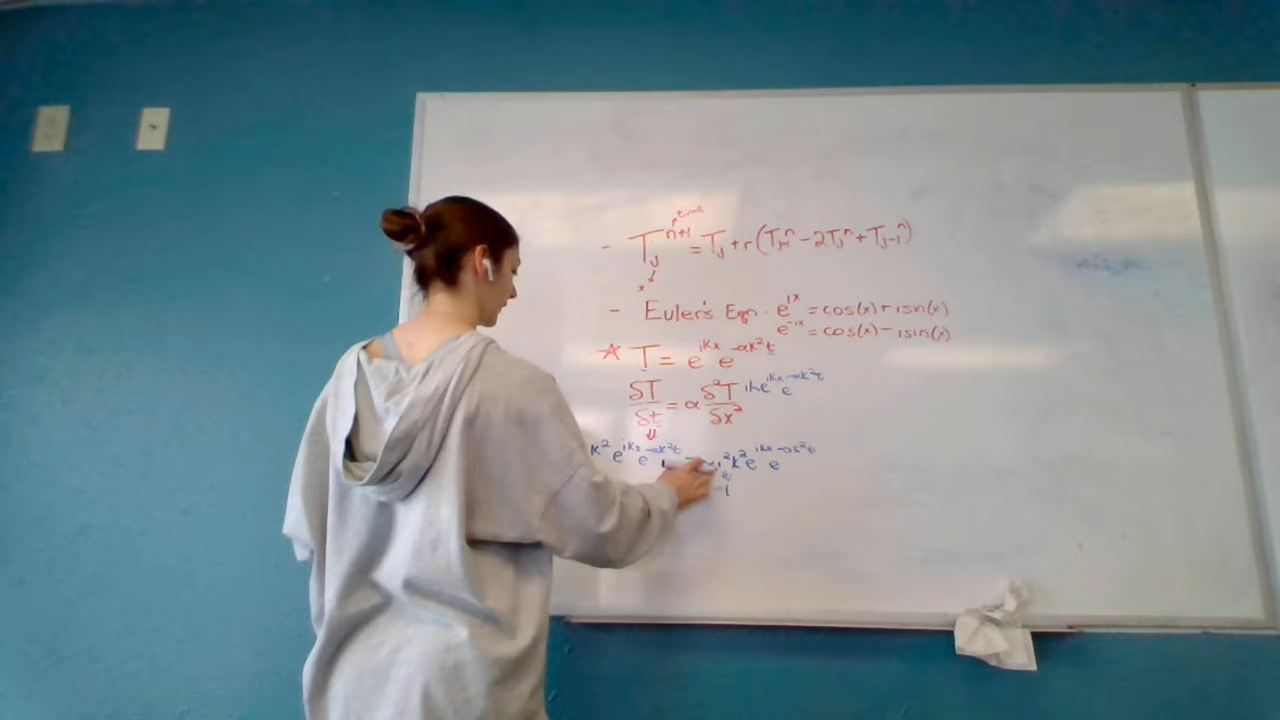 time
- T_j^{n+1} = T_j + r(T_{j+1}^n - 2T_j^n + T_{j-1}^n)
x
- Euler's Eqn. e^{ix} = cos(x) + isin(x)
e^{-ix} = cos(x) - isin(x)
* T = e^{ikx} e^{-αk²t}
δT/δt = α δ²T/δx² ike^{ikx} e^{-αk²t}
k² e^{ikx} e^{-αk²t} i²k² e^{ikx} e^{-αk²t}
-1